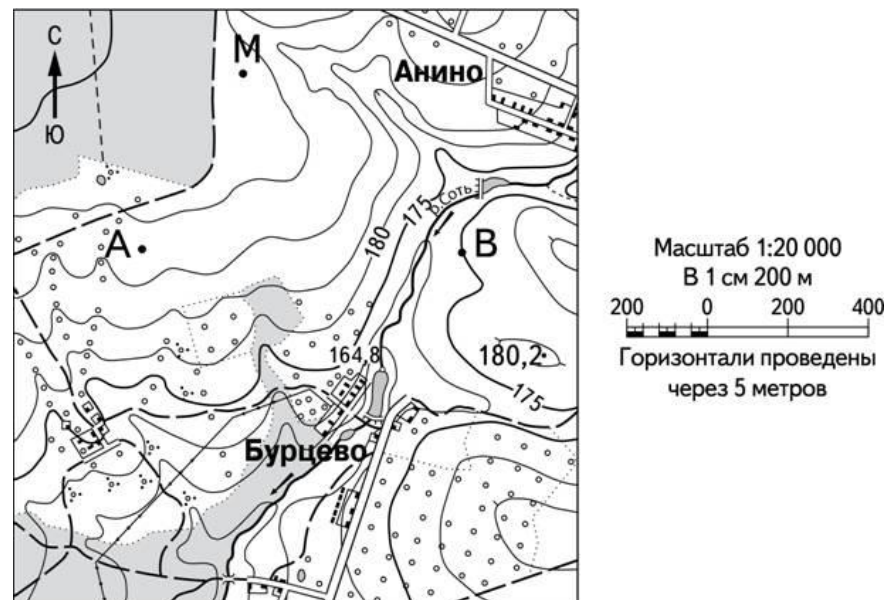 С
Ю
М
Анино
р.Соть
175
180
А
В
164,8
180,2
175
Бурцево
Масштаб 1:20 000
В 1 см 200 м
200 0 200 400
Горизонтали проведены
через 5 метров